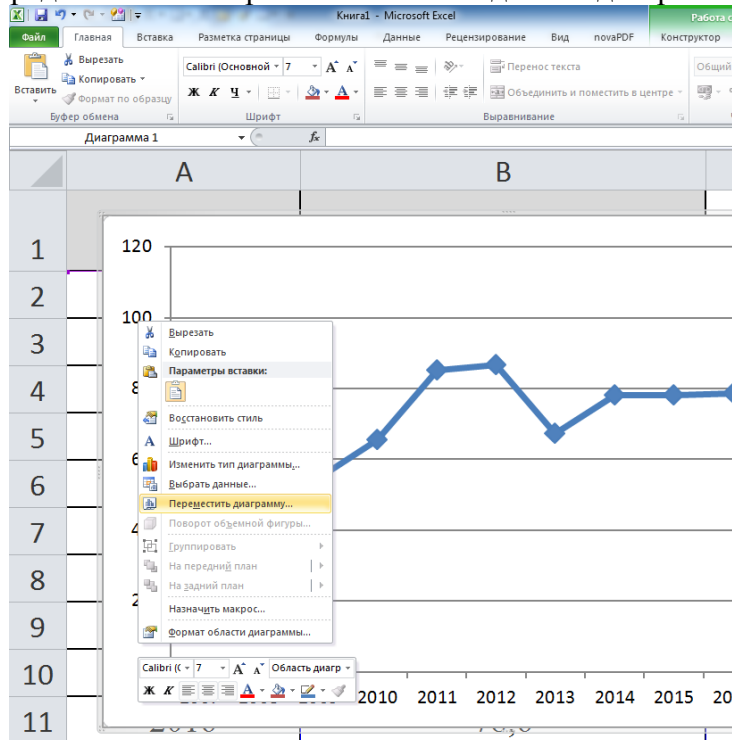 Книга1 - Microsoft Excel
Работа с
Файл Главная Вставка Разметка страницы Формулы Данные Рецензирование Вид novaPDF Конструктор
Вставить
Вырезать
Копировать
Формат по образцу
Calibri (Основной 7 A A
Ж К Ч А
Перенос текста
Объединить и поместить в центре
Общий
Буфер обмена Шрифт Выравнивание
Диаграмма 1 fx
A B
1
2
3
4
5
6
7
8
9
10
11
120
100
Вырезать
Копировать
Параметры вставки:
Восстановить стиль
А Шрифт...
Изменить тип диаграммы...
Выбрать данные...
Переместить диаграмму...
Поворот объемной фигуры...
Группировать
На передний план
На задний план
Назначить макрос...
Формат области диаграммы...
Calibri (С 7 A A Область диагр
Ж К А
2010 2011 2012 2013 2014 2015 20